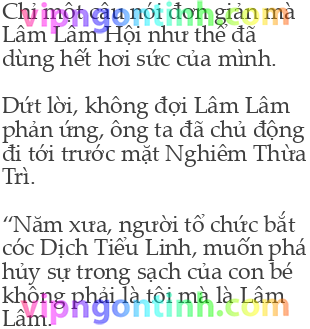 Chỉ một câu nói đơn giản mà
Lâm Lâm Hội như thể đã
dùng hết hơi sức của mình.
Dứt lời, không đợi Lâm Lâm
phản ứng, ông ta đã chủ động
đi tới trước mặt Nghiêm Thừa
Trì.
“Năm xưa, người tổ chức bắt
cóc Dịch Tiểu Linh, muốn phá
hủy sự trong sạch của con bé
không phải là tôi mà là Lâm
Lâm.
vipngontinh.com
vipngontinh.com